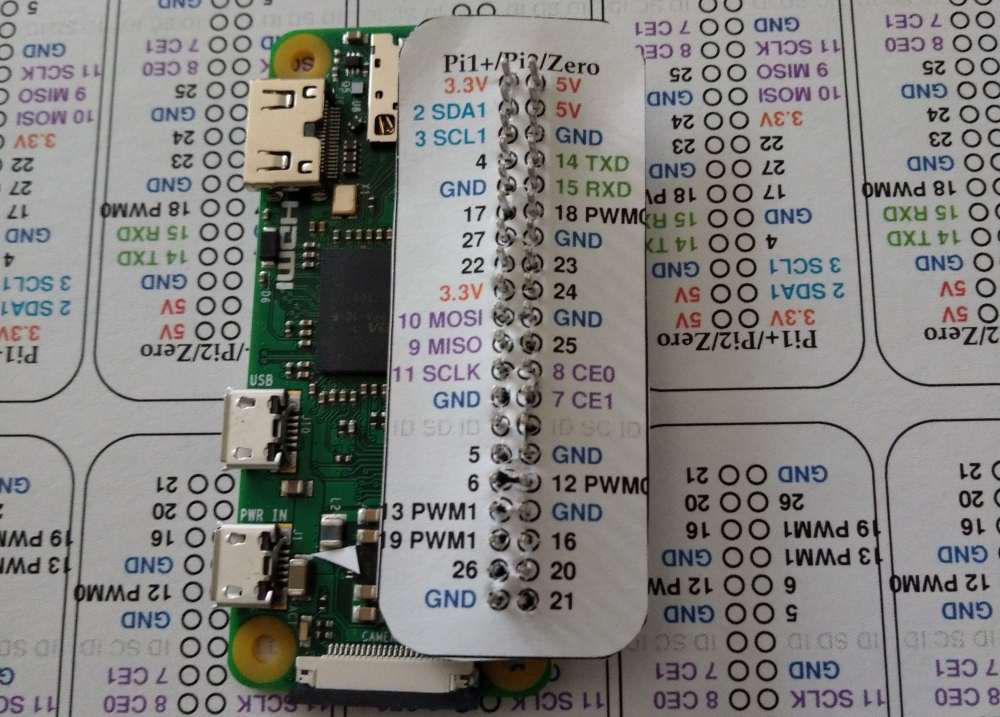 Pi1+/Pi2/Zero
3.3V 5V
2 SDA1 5V
3 SCL1 GND
4 14 TXD
GND 15 RXD
17 18 PWM0
27 GND
22 23
3.3V 24
10 MOSI GND
9 MISO 25
11 SCLK 8 CE0
GND 7 CE1
ID SD ID SC ID
5 GND
6 12 PWM0
13 PWM1 GND
19 PWM1 16
26 20
GND 21
HDMI
D6
USB
J10
PWR IN
J1
L2
CAME
7 CE1 GND
11 SCLK 8 CE0
9 MISO 25
10 MOSI GND
3.3V 24
22 23
27 GND
17 18 PWM0
GND 15 RXD
4 14 TXD
3 SCL1 GND
2 SDA1 5V
3.3V 5V
Pi1+/Pi2/Zero
21 GND
20 26
16 19 PWM1
GND 13 PWM1
12 PWM0 6
GND 5
ID SC ID SD ID
7 CE1 GND
8 CE0 11 SCLK